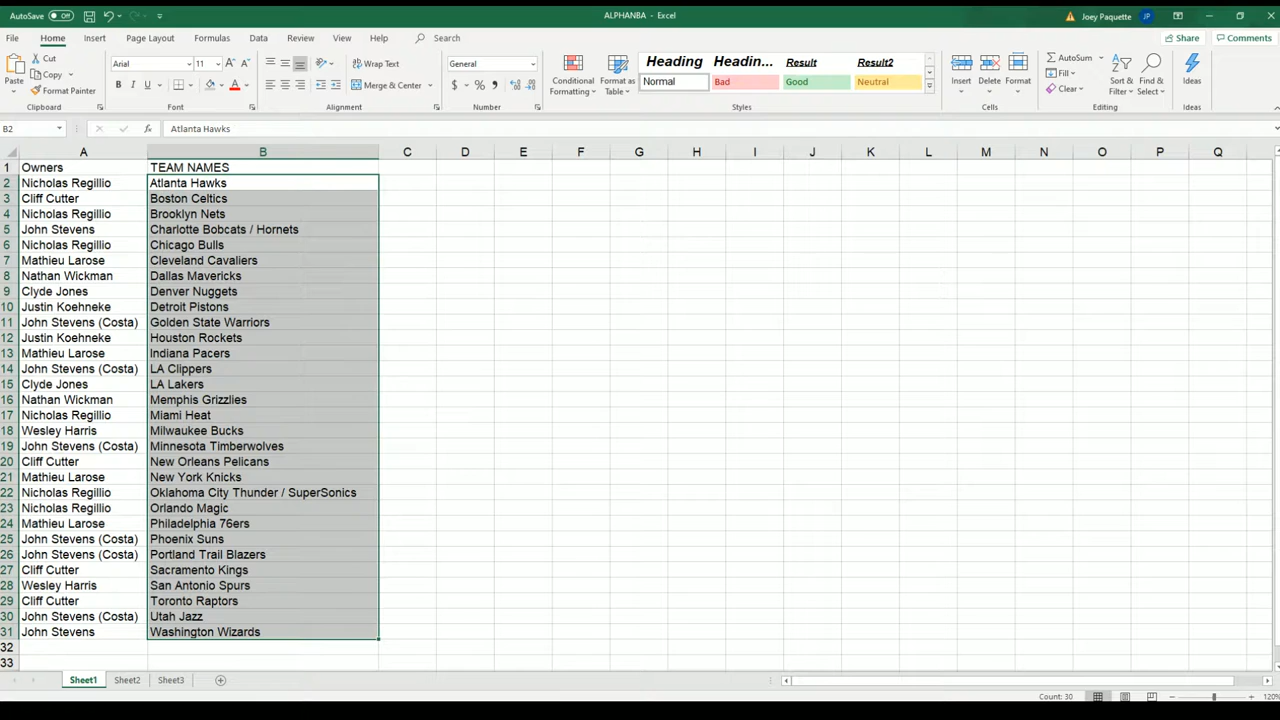 AutoSave Off ALPHANBA - Excel Joey Paquette JP
File Home Insert Page Layout Formulas Data Review View Help Search Share Comments
Paste Cut Copy Format Painter Clipboard
Arial 11 A A B I U A Font
Wrap Text Merge & Center Alignment
General $ % Number
Conditional Formatting Format as Table
Heading Headin... Result Result2
Normal Bad Good Neutral Styles
Insert Delete Format Cells
AutoSum Fill Clear Sort & Filter Find & Select Editing
Ideas Ideas
B2 fx Atlanta Hawks
A B C D E F G H I J K L M N O P Q
1 Owners TEAM NAMES
2 Nicholas Regillio Atlanta Hawks
3 Cliff Cutter Boston Celtics
4 Nicholas Regillio Brooklyn Nets
5 John Stevens Charlotte Bobcats / Hornets
6 Nicholas Regillio Chicago Bulls
7 Mathieu Larose Cleveland Cavaliers
8 Nathan Wickman Dallas Mavericks
9 Clyde Jones Denver Nuggets
10 Justin Koehneke Detroit Pistons
11 John Stevens (Costa) Golden State Warriors
12 Justin Koehneke Houston Rockets
13 Mathieu Larose Indiana Pacers
14 John Stevens (Costa) LA Clippers
15 Clyde Jones LA Lakers
16 Nathan Wickman Memphis Grizzlies
17 Nicholas Regillio Miami Heat
18 Wesley Harris Milwaukee Bucks
19 John Stevens (Costa) Minnesota Timberwolves
20 Cliff Cutter New Orleans Pelicans
21 Mathieu Larose New York Knicks
22 Nicholas Regillio Oklahoma City Thunder / SuperSonics
23 Nicholas Regillio Orlando Magic
24 Mathieu Larose Philadelphia 76ers
25 John Stevens (Costa) Phoenix Suns
26 John Stevens (Costa) Portland Trail Blazers
27 Cliff Cutter Sacramento Kings
28 Wesley Harris San Antonio Spurs
29 Cliff Cutter Toronto Raptors
30 John Stevens (Costa) Utah Jazz
31 John Stevens Washington Wizards
32
33
Sheet1 Sheet2 Sheet3
Count: 30 120%